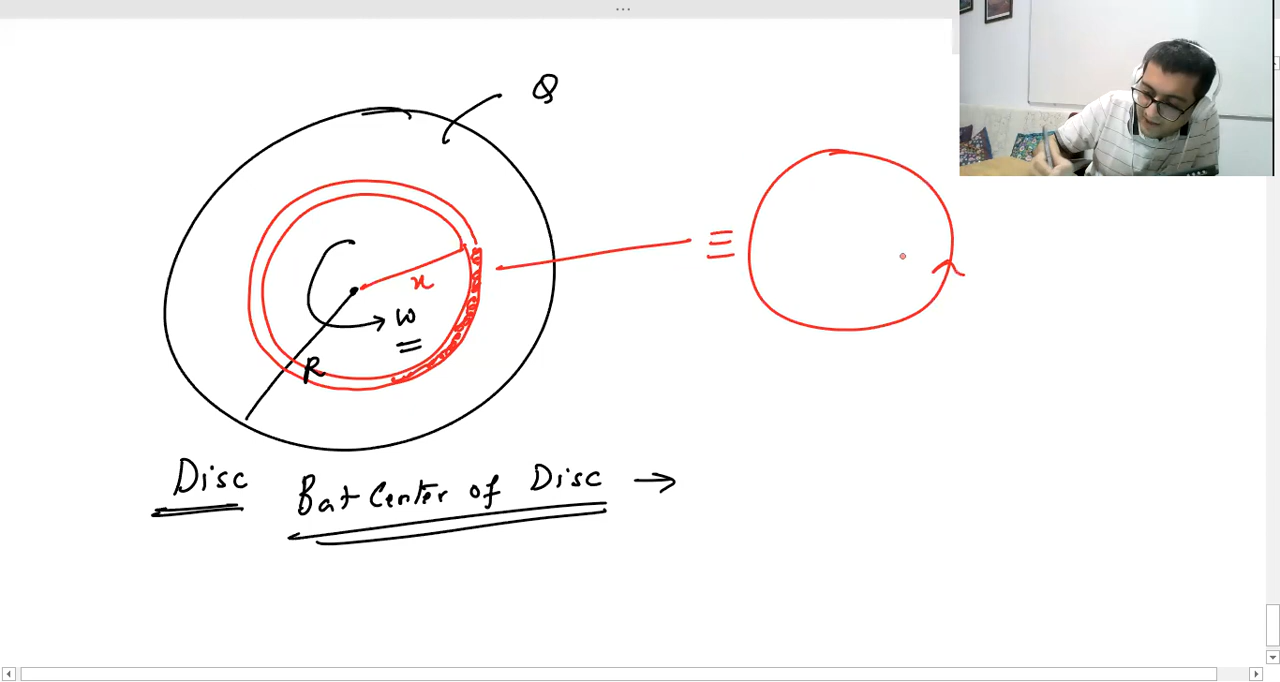 Q
≡
x
w
R
Disc B at Center of Disc →